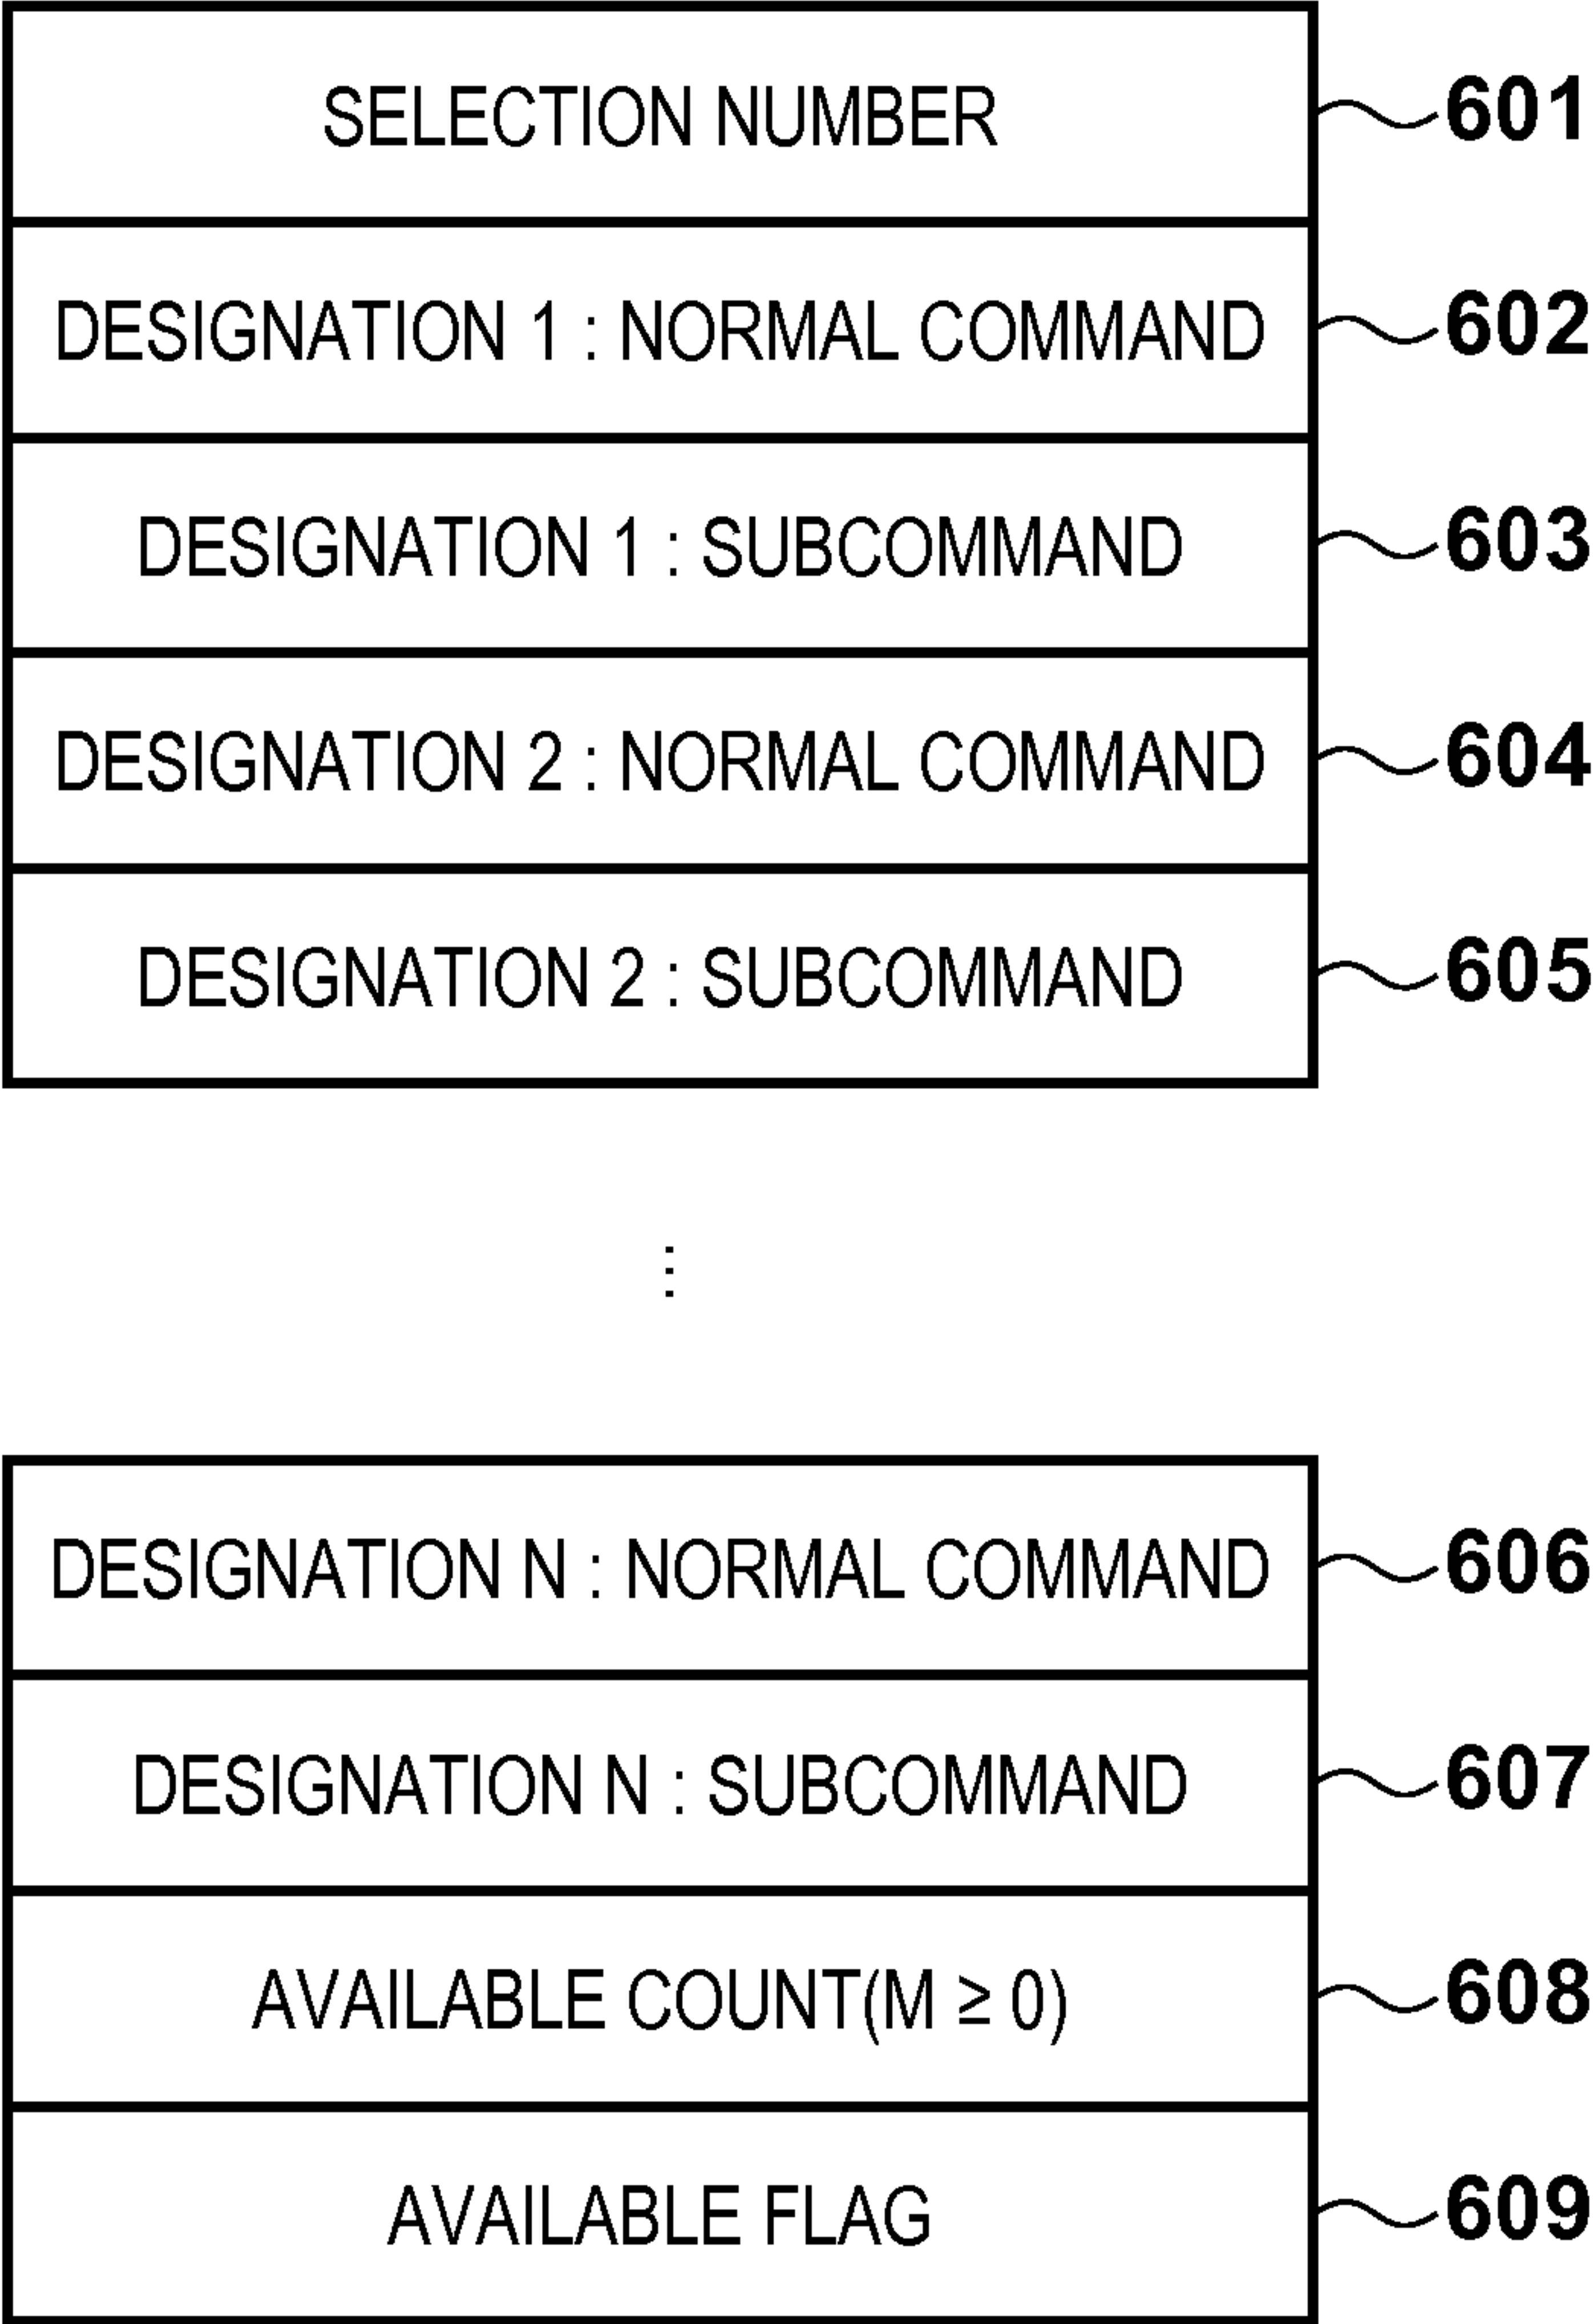 SELECTION NUMBER 601
DESIGNATION 1 : NORMAL COMMAND 602
DESIGNATION 1 : SUBCOMMAND 603
DESIGNATION 2 : NORMAL COMMAND 604
DESIGNATION 2 : SUBCOMMAND 605
⋮
DESIGNATION N : NORMAL COMMAND 606
DESIGNATION N : SUBCOMMAND 607
AVAILABLE COUNT(M ≥ 0) 608
AVAILABLE FLAG 609